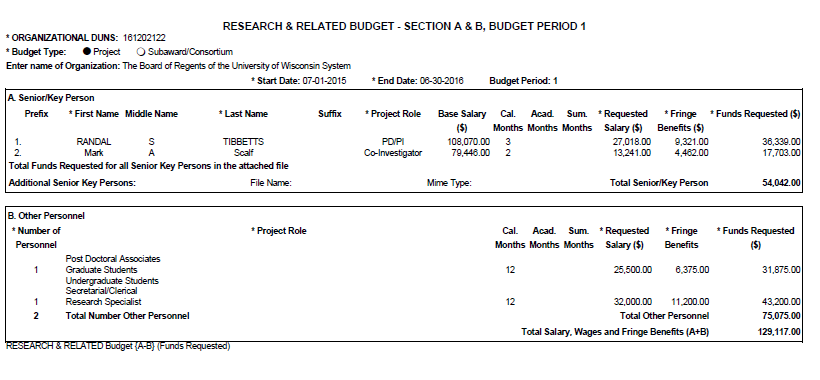 RESEARCH & RELATED BUDGET - SECTION A & B, BUDGET PERIOD 1
* ORGANIZATIONAL DUNS: 161202122
* Budget Type: Project Subaward/Consortium
Enter name of Organization: The Board of Regents of the University of Wisconsin System
* Start Date: 07-01-2015 * End Date: 06-30-2016 Budget Period: 1
A. Senior/Key Person
Prefix * First Name Middle Name * Last Name Suffix * Project Role Base Salary Cal. Acad. Sum. * Requested * Fringe * Funds Requested ($)
($) Months Months Months Salary ($) Benefits ($)
1. RANDAL S TIBBETTS PD/PI 108,070.00 3 27,018.00 9,321.00 36,339.00
2. Mark A Scalf Co-Investigator 79,446.00 2 13,241.00 4,462.00 17,703.00
Total Funds Requested for all Senior Key Persons in the attached file
Additional Senior Key Persons: File Name: Mime Type: Total Senior/Key Person 54,042.00
B. Other Personnel
* Number of * Project Role Cal. Acad. Sum. * Requested * Fringe * Funds Requested
Personnel Months Months Months Salary ($) Benefits ($)
Post Doctoral Associates
1 Graduate Students 12 25,500.00 6,375.00 31,875.00
Undergraduate Students
Secretarial/Clerical
1 Research Specialist 12 32,000.00 11,200.00 43,200.00
2 Total Number Other Personnel Total Other Personnel 75,075.00
Total Salary, Wages and Fringe Benefits (A+B) 129,117.00
RESEARCH & RELATED Budget {A-B} (Funds Requested)